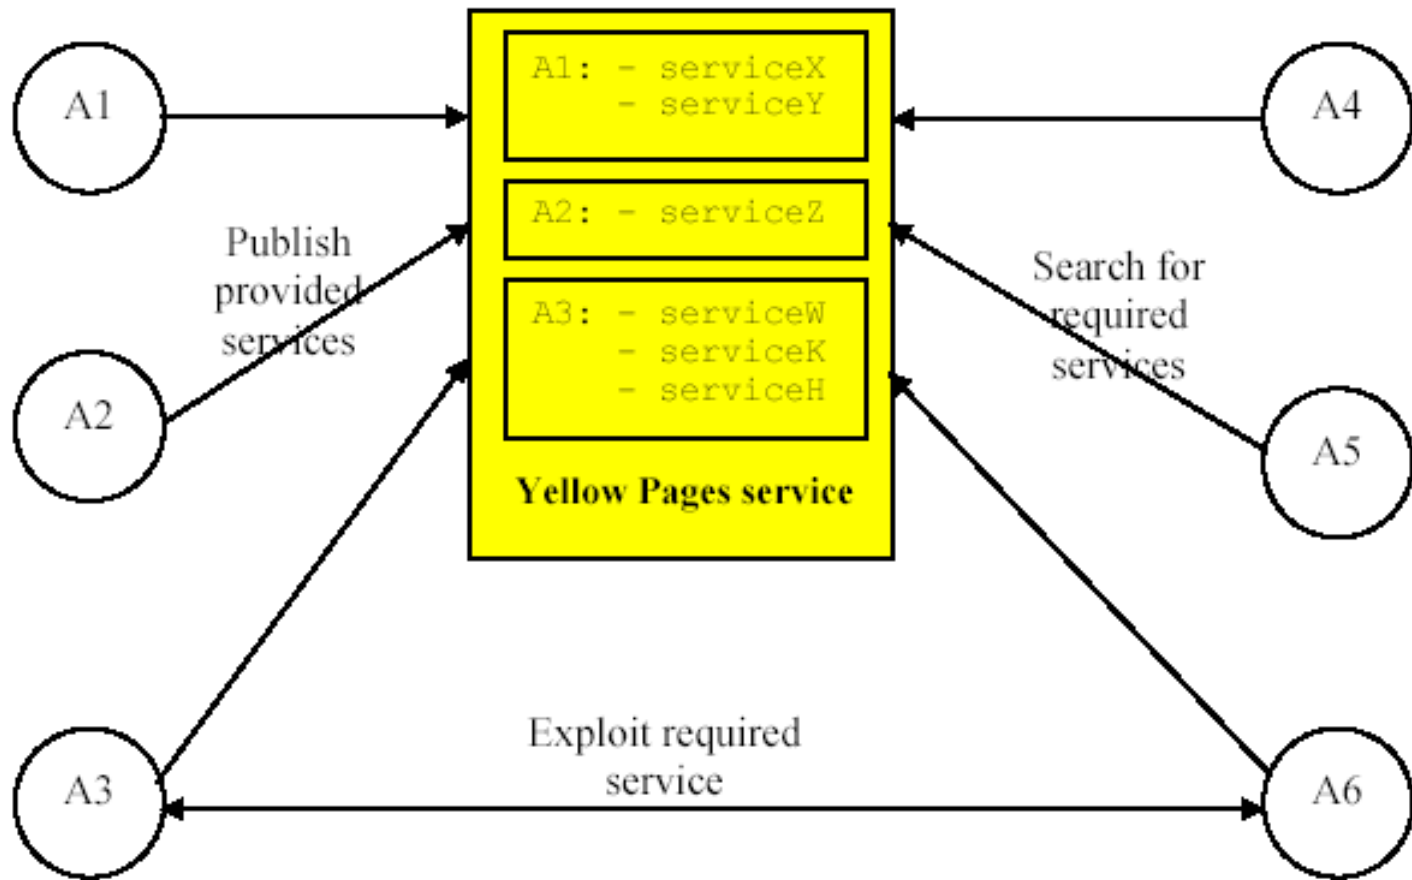 A1
A1: - serviceX
- serviceY
A4
A2: - serviceZ
Publish
provided
services
Search for
required
services
A3: - serviceW
- serviceK
- serviceH
A2
A5
Yellow Pages service
Exploit required
service
A3
A6